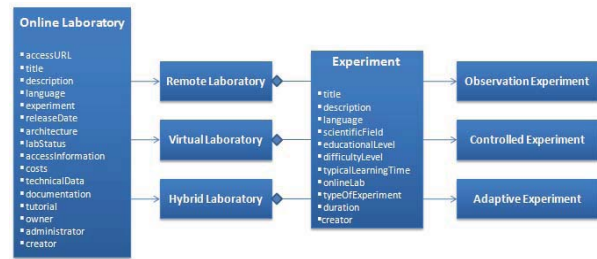 Online Laboratory
▪ accessURL
▪ title
▪ description
▪ language
▪ experiment
▪ releaseDate
▪ architecture
▪ labStatus
▪ accessInformation
▪ costs
▪ technicalData
▪ documentation
▪ tutorial
▪ owner
▪ administrator
▪ creator
Remote Laboratory
Virtual Laboratory
Hybrid Laboratory
Experiment
▪ title
▪ description
▪ language
▪ scientificField
▪ educationalLevel
▪ difficultyLevel
▪ typicalLearningTime
▪ onlineLab
▪ typeOfExperiment
▪ duration
▪ creator
Observation Experiment
Controlled Experiment
Adaptive Experiment